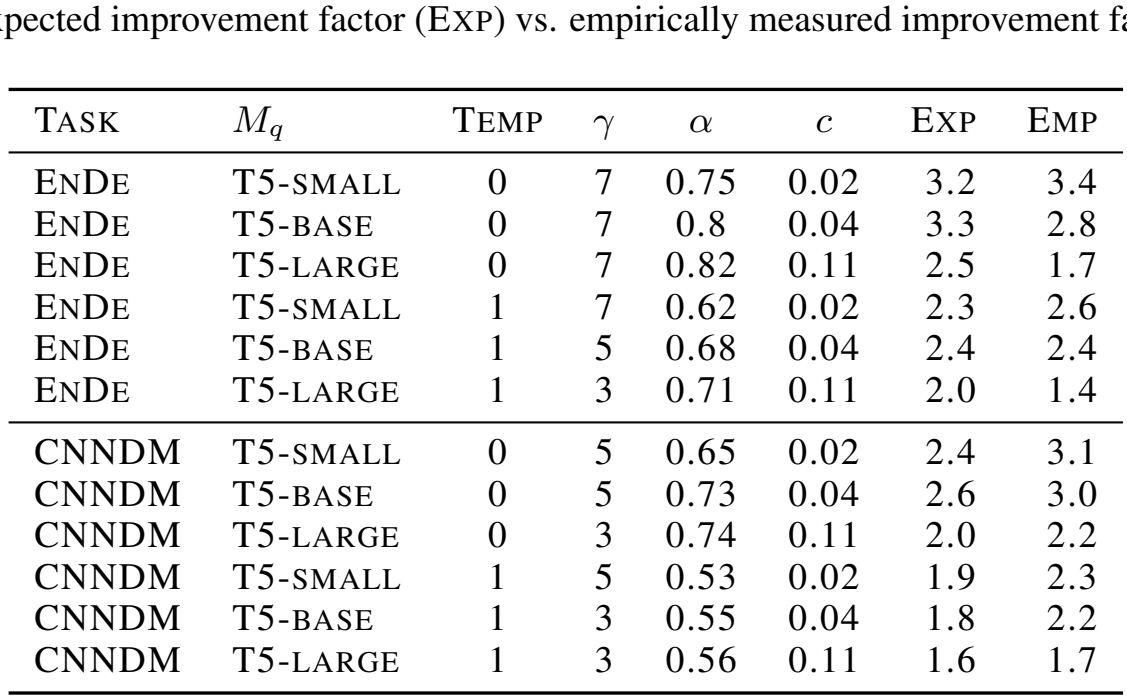 expected improvement factor (EXP) vs. empirically measured improvement
TASK M_q TEMP γ α c EXP EMP
ENDE T5-SMALL 0 7 0.75 0.02 3.2 3.4
ENDE T5-BASE 0 7 0.8 0.04 3.3 2.8
ENDE T5-LARGE 0 7 0.82 0.11 2.5 1.7
ENDE T5-SMALL 1 7 0.62 0.02 2.3 2.6
ENDE T5-BASE 1 5 0.68 0.04 2.4 2.4
ENDE T5-LARGE 1 3 0.71 0.11 2.0 1.4
CNNDM T5-SMALL 0 5 0.65 0.02 2.4 3.1
CNNDM T5-BASE 0 5 0.73 0.04 2.6 3.0
CNNDM T5-LARGE 0 3 0.74 0.11 2.0 2.2
CNNDM T5-SMALL 1 5 0.53 0.02 1.9 2.3
CNNDM T5-BASE 1 3 0.55 0.04 1.8 2.2
CNNDM T5-LARGE 1 3 0.56 0.11 1.6 1.7